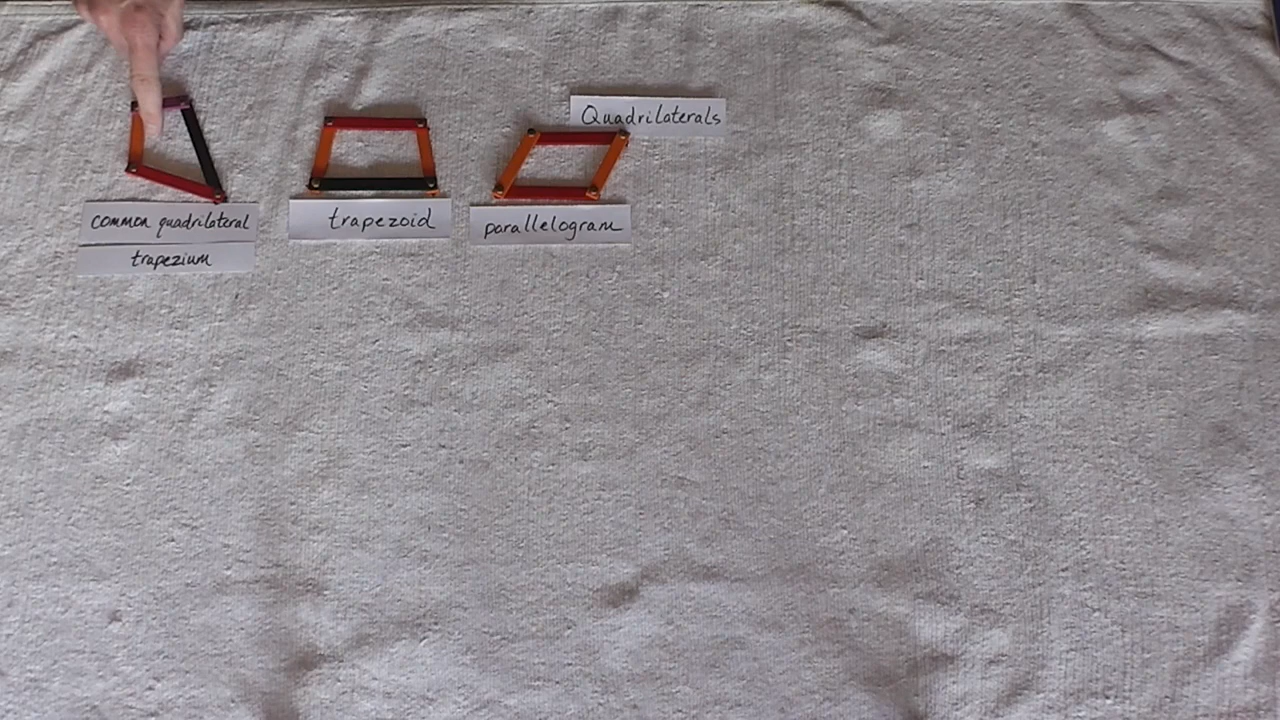 Quadrilaterals
common quadrilateral
trapezium
trapezoid
parallelogram